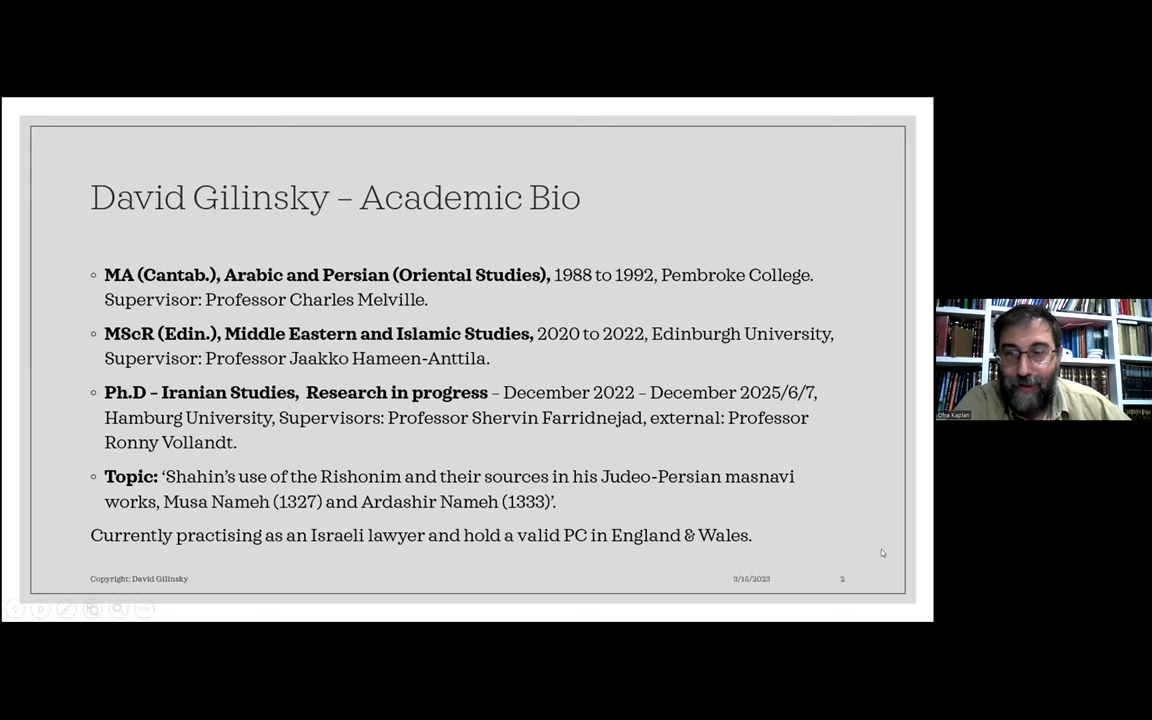 David Gilinsky – Academic Bio
MA (Cantab.), Arabic and Persian (Oriental Studies), 1988 to 1992, Pembroke College.
Supervisor: Professor Charles Melville.
MScR (Edin.), Middle Eastern and Islamic Studies, 2020 to 2022, Edinburgh University,
Supervisor: Professor Jaakko Hameen-Anttila.
Ph.D – Iranian Studies, Research in progress – December 2022 – December 2025/6/7,
Hamburg University, Supervisors: Professor Shervin Farridnejad, external: Professor
Ronny Vollandt.
Topic: ‘Shahin’s use of the Rishonim and their sources in his Judeo-Persian masnavi
works, Musa Nameh (1327) and Ardashir Nameh (1333)’.
Currently practising as an Israeli lawyer and hold a valid PC in England & Wales.
Copyright: David Gilinsky
3/15/2023
2
Ofra Kaplan